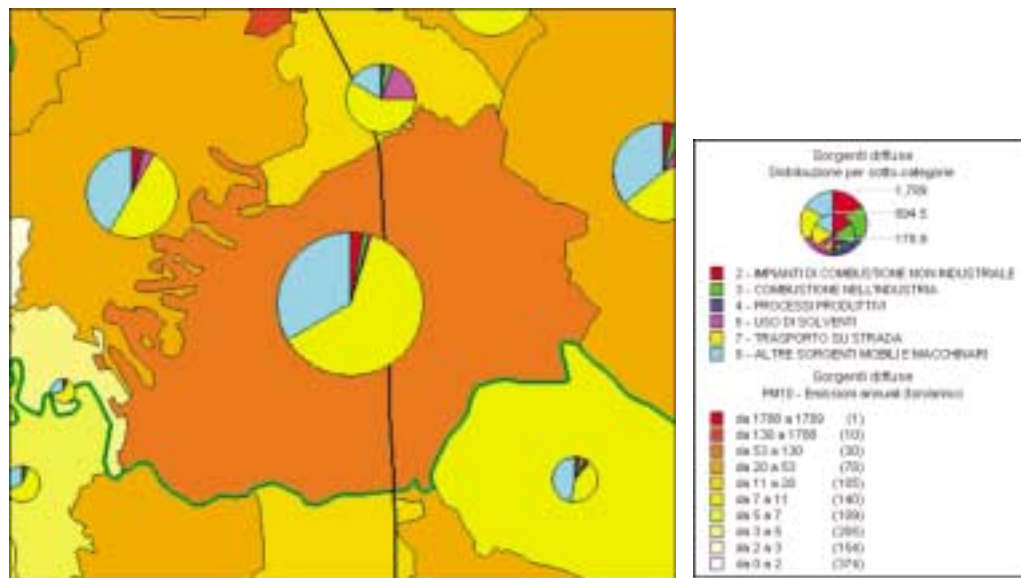 Sorgenti diffuse
Distribuzione per sotto-categorie
1.789
894.5
178.9
2 - IMPIANTI DI COMBUSTIONE NON INDUSTRIALE
3 - COMBUSTIONE NELL'INDUSTRIA
4 - PROCESSI PRODUTTIVI
6 - USO DI SOLVENTI
7 - TRASPORTO SU STRADA
8 - ALTRE SORGENTI MOBILI E MACCHINARI
Sorgenti diffuse
PM10 - Emissioni annuali (ton/anno)
da 1788 a 1789 (1)
da 130 a 1788 (10)
da 53 a 130 (30)
da 20 a 53 (78)
da 11 a 20 (105)
da 7 a 11 (140)
da 5 a 7
da 3 a 5
da 2 a 3
da 0 a 2